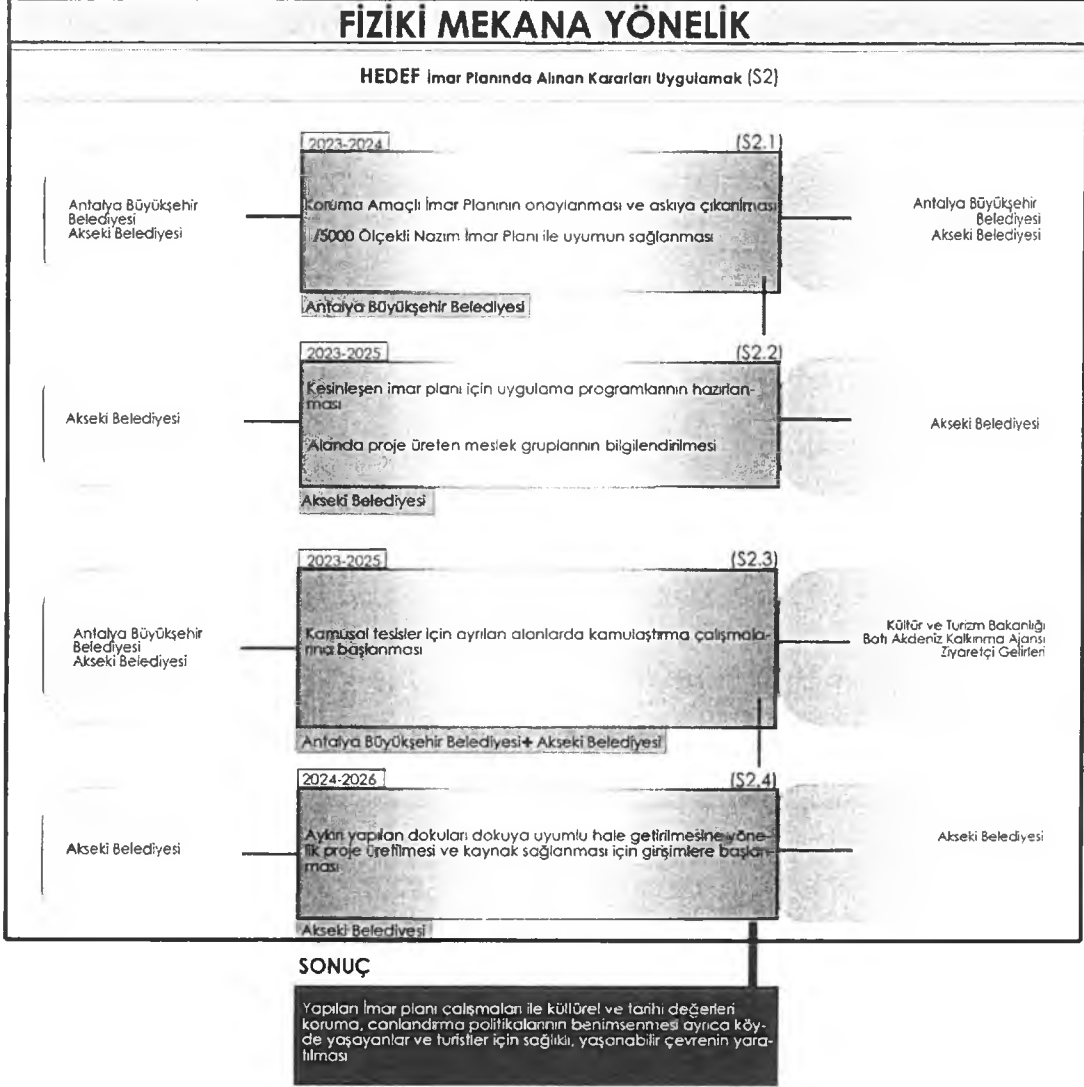 FİZİKİ MEKANA YÖNELİK
HEDEF İmar Planında Alınan Kararları Uygulamak (S2)
2023-2024
(S2.1)
Antalya Büyükşehir
Belediyesi
Akseki Belediyesi
Koruma Amaçlı İmar Planının onaylanması ve askıya çıkarılması
/5000 Ölçekli Nazım İmar Planı ile uyumun sağlanması
Antalya Büyükşehir
Belediyesi
Akseki Belediyesi
Antalya Büyükşehir Belediyesi
2023-2025
(S2.2)
Akseki Belediyesi
Kesinleşen imar planı için uygulama programlarının hazırlan-
ması
Alanda proje üreten meslek gruplarının bilgilendirilmesi
Akseki Belediyesi
Akseki Belediyesi
2023-2025
(S2.3)
Antalya Büyükşehir
Belediyesi
Akseki Belediyesi
Kamusal tesisler için ayrılan alanlarda kamulaştırma çalışmala-
rına başlanması
Kültür ve Turizm Bakanlığı
Batı Akdeniz Kalkınma Ajansı
Ziyaretçi Gelirleri
Antalya Büyükşehir Belediyesi+ Akseki Belediyesi
2024-2026
(S2.4)
Akseki Belediyesi
Aykırı yapılan dokuları dokuya uyumlu hale getirilmesine yöne-
lik proje üretilmesi ve kaynak sağlanması için girişimlere başlan-
ması
Akseki Belediyesi
Akseki Belediyesi
SONUÇ
Yapılan İmar planı çalışmaları ile kültürel ve tarihi değerleri
koruma, canlandırma politikalarının benimsenmesi ayrıca köy-
de yaşayanlar ve turistler için sağlıklı, yaşanabilir çevrenin yara-
tılması